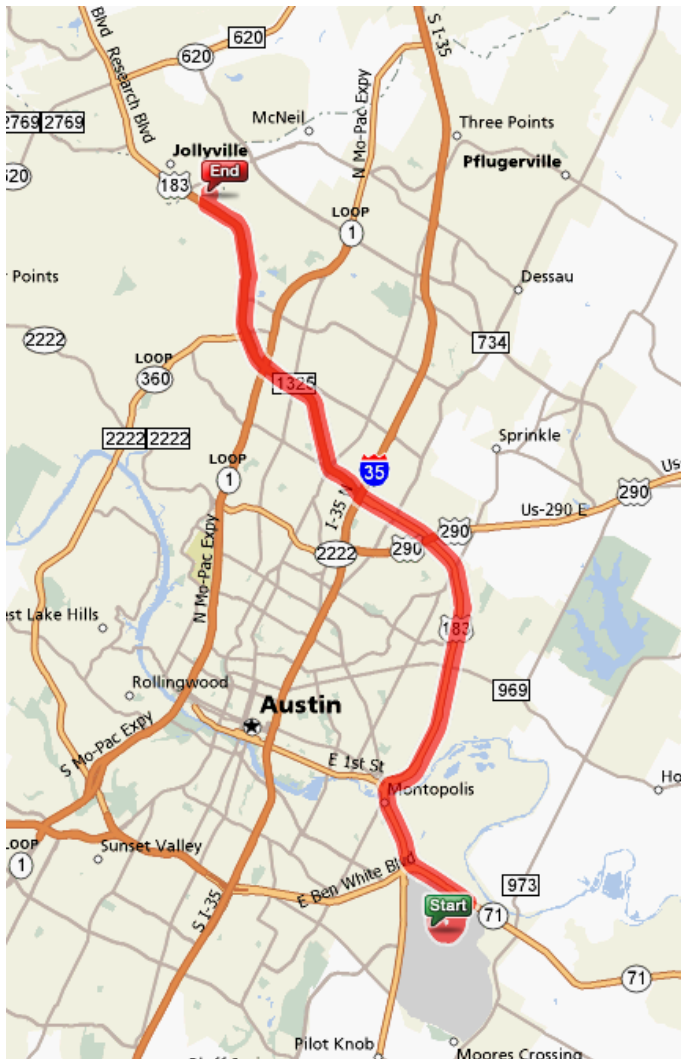 Blvd
Research Blvd
620
620
S I-35
2769
2769
McNeil
N Mo-Pac Expy
Three Points
Jollyville
End
Pflugerville
620
183
LOOP
1
Points
Dessau
2222
734
LOOP
360
1325
2222
2222
Sprinkle
LOOP
1
35
I-35 N
290
Us-290 E
290
290
2222
N Mo-Pac Expy
est Lake Hills
183
Rollingwood
969
Austin
S Mo-Pac Expy
E 1st St
Montopolis
LOOP
1
Sunset Valley
E Ben White Blvd
973
Start
71
S I-35
71
Pilot Knob
Moores Crossing